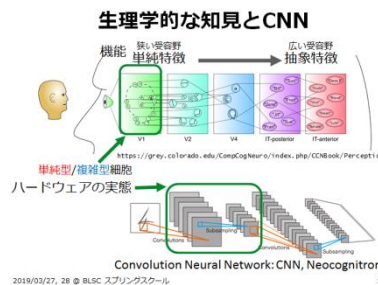 生理学的な知見とCNN
機能
狭い受容野
単純特徴
広い受容野
抽象特徴
V1
V2
V4
IT-posterior
IT-anterior
https://grey.colorado.edu/CompCogNeuro/index.php/CCNBook/Percepti
単純型/複雑型細胞
ハードウェアの実態
Convolutions
Subsampling
Convolutions
Subsampling
Convolution Neural Network: CNN, Neocognitron
2019/03/27, 28 @ BLSC スプリングスクール